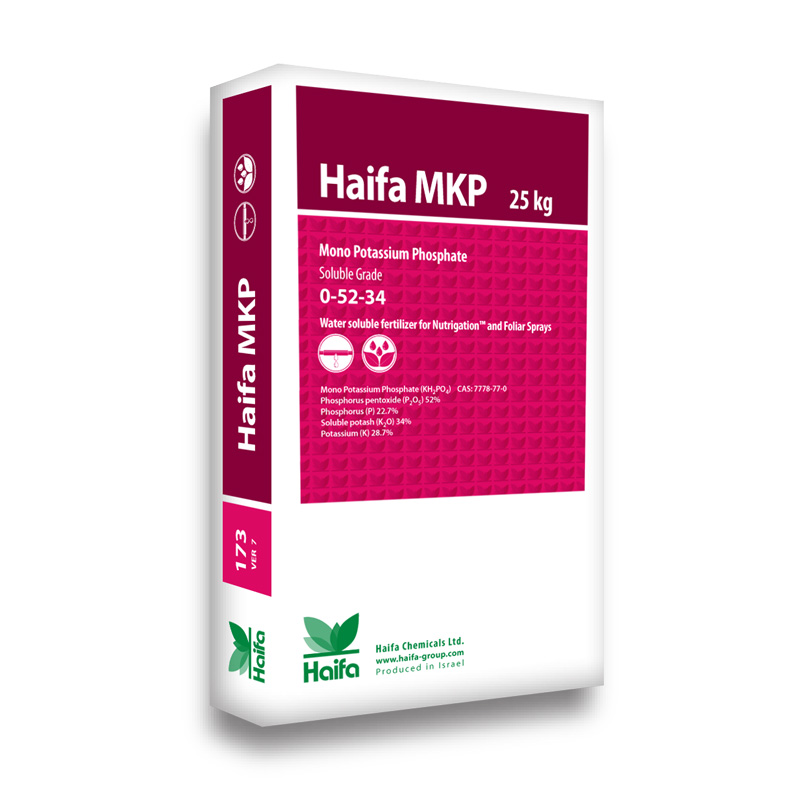 Haifa MKP 25 kg
Mono Potassium Phosphate
Soluble Grade
0-52-34
Water soluble fertilizer for Nutrigation™ and Foliar Sprays
Mono Potassium Phosphate (KH₂PO₄) CAS: 7778-77-0
Phosphorus pentoxide (P₂O₅) 52%
Phosphorus (P) 22.7%
Soluble potash (K₂O) 34%
Potassium (K) 28.7%
Haifa
Haifa Chemicals Ltd.
www.haifa-group.com
Produced in Israel
Haifa MKP
173
VER 7
Haifa